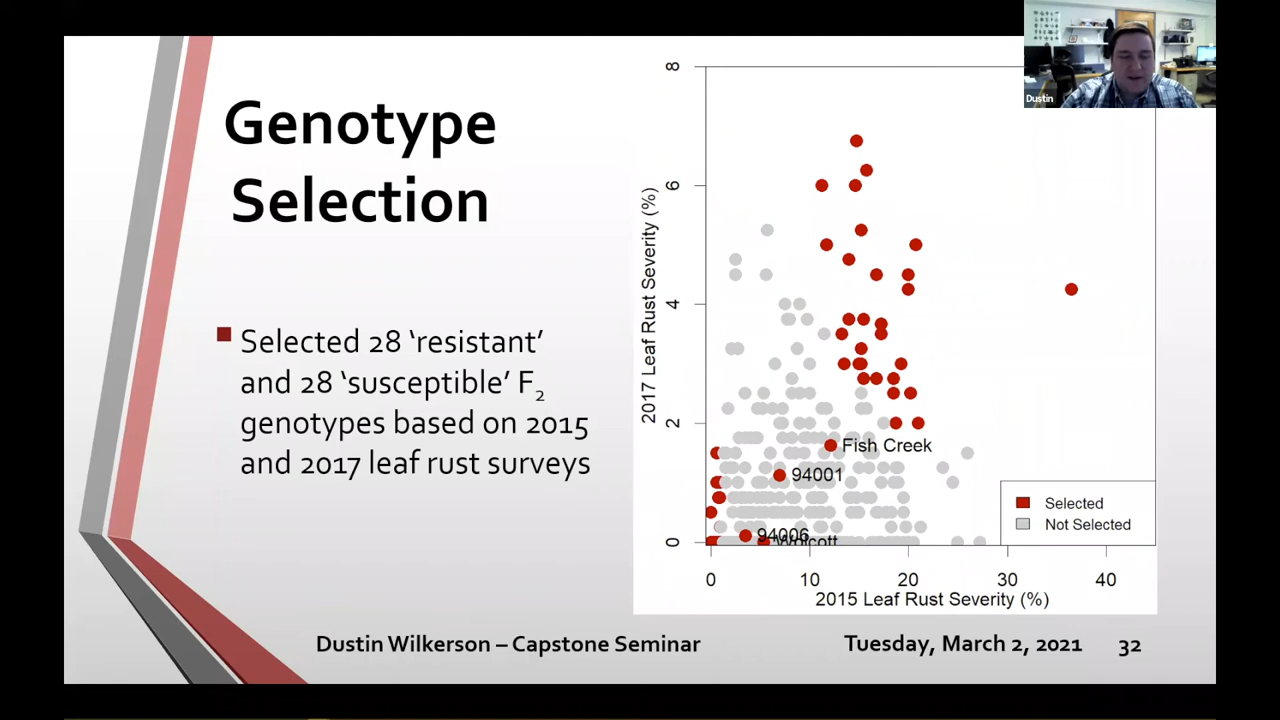 Genotype
Selection
Selected 28 ‘resistant’
and 28 ‘susceptible’ F2
genotypes based on 2015
and 2017 leaf rust surveys
8
6
4
2
0
2017 Leaf Rust Severity (%)
Fish Creek
94001
94006
Wolcott
Selected
Not Selected
0 10 20 30 40
2015 Leaf Rust Severity (%)
Dustin Wilkerson – Capstone Seminar
Tuesday, March 2, 2021
32
Dustin